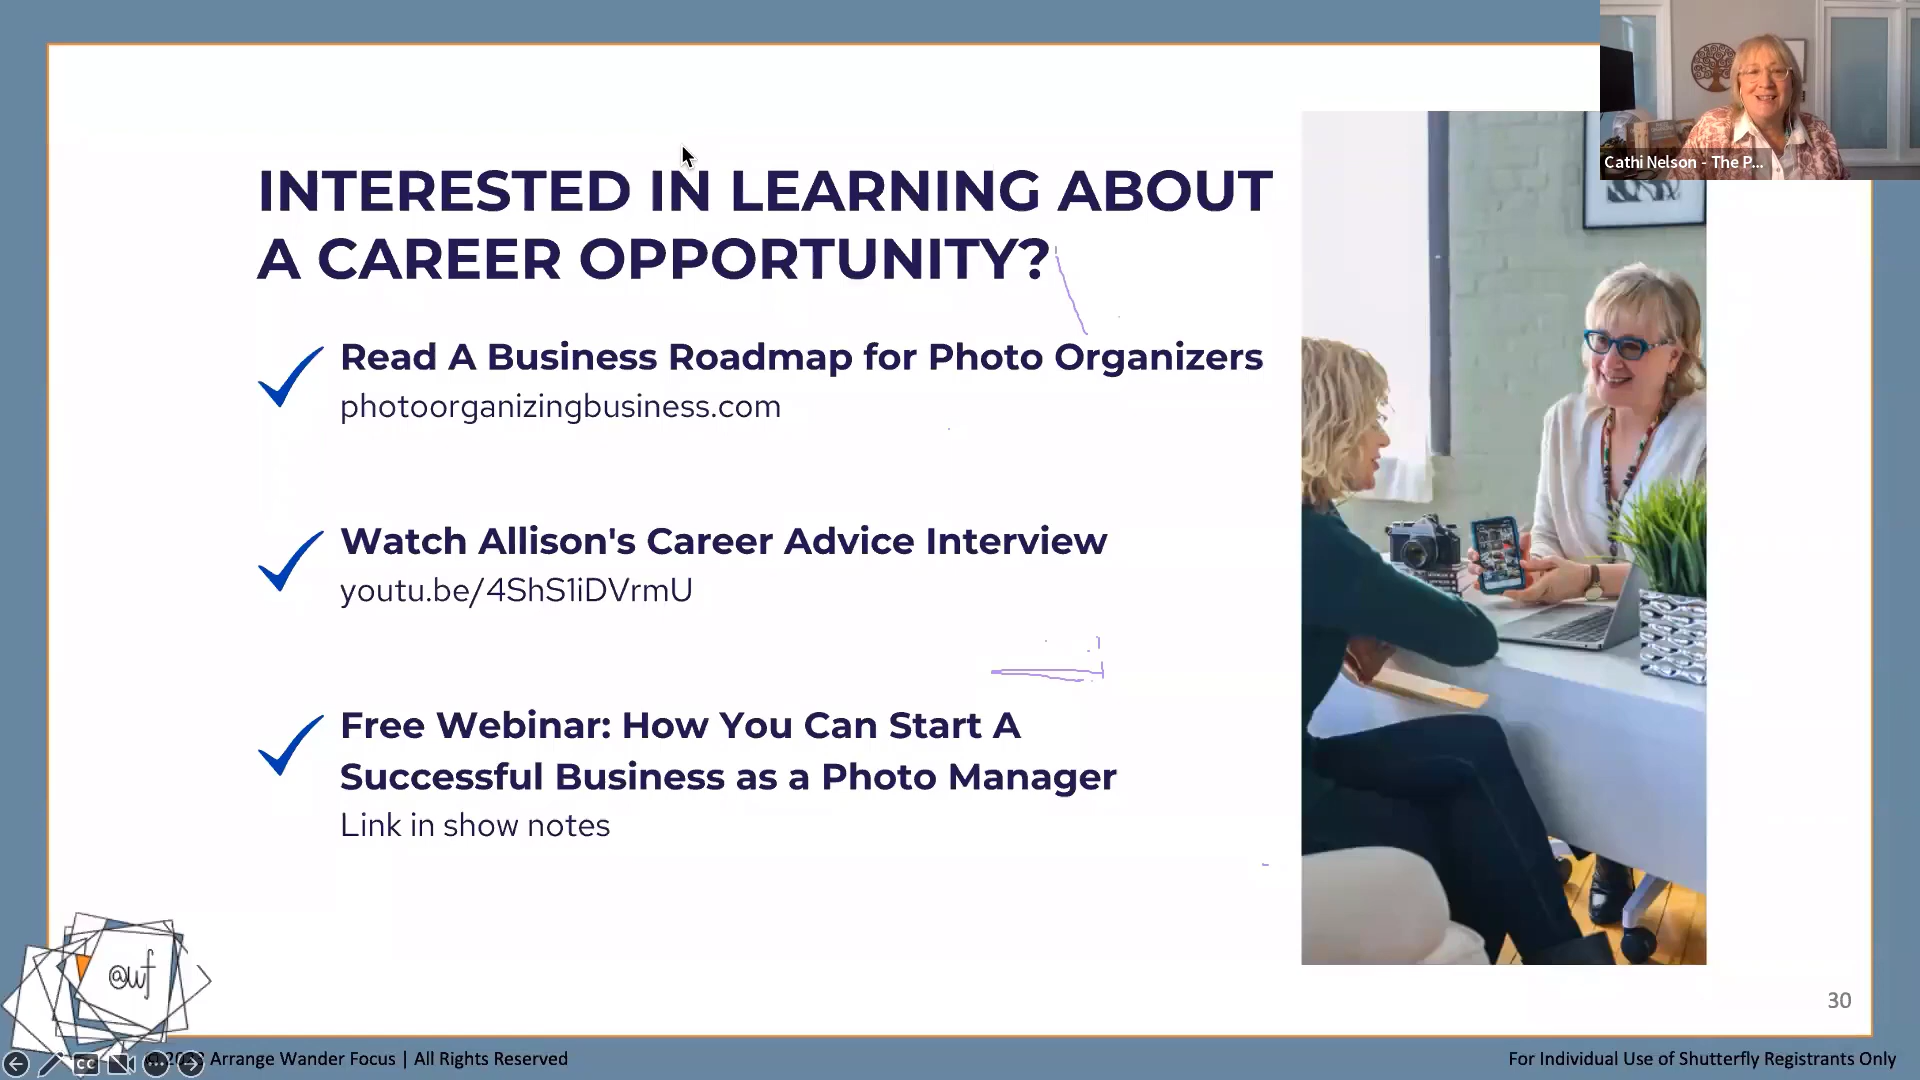 Cathi Nelson - The P...
INTERESTED IN LEARNING ABOUT
A CAREER OPPORTUNITY?
Read A Business Roadmap for Photo Organizers
photoorganizingbusiness.com
Watch Allison's Career Advice Interview
youtu.be/4ShS1iDVrmU
Free Webinar: How You Can Start A
Successful Business as a Photo Manager
Link in show notes
@wf
30
CC
Arrange Wander Focus | All Rights Reserved
For Individual Use of Shutterfly Registrants Only